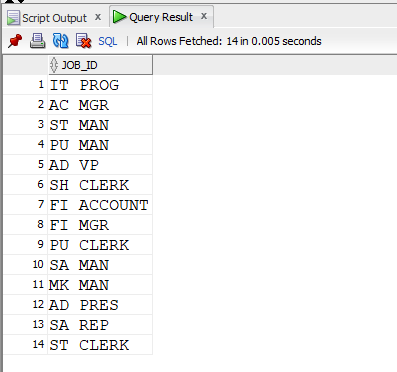 Script Output x Query Result x
SQL | All Rows Fetched: 14 in 0.005 seconds
JOB_ID
1 IT PROG
2 AC MGR
3 ST MAN
4 PU MAN
5 AD VP
6 SH CLERK
7 FI ACCOUNT
8 FI MGR
9 PU CLERK
10 SA MAN
11 MK MAN
12 AD PRES
13 SA REP
14 ST CLERK